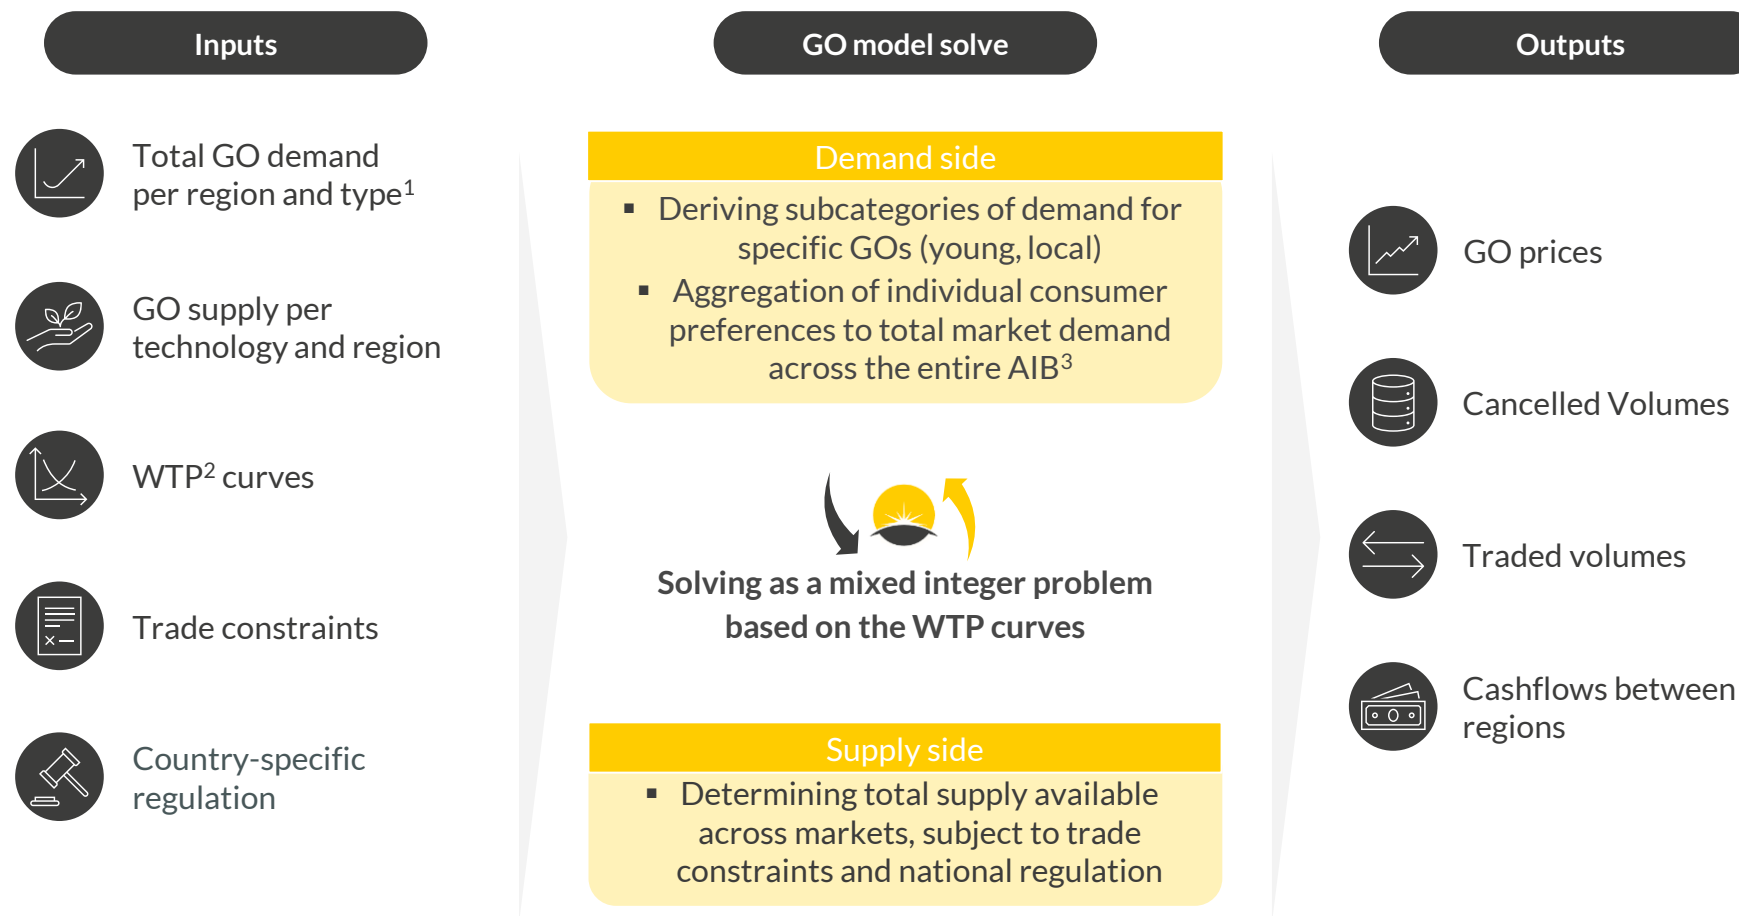 Inputs
Total GO demand
per region and type¹
GO supply per
technology and region
WTP² curves
Trade constraints
Country-specific
regulation
GO model solve
Demand side
▪ Deriving subcategories of demand for
specific GOs (young, local)
▪ Aggregation of individual consumer
preferences to total market demand
across the entire AIB³
Solving as a mixed integer problem
based on the WTP curves
Supply side
▪ Determining total supply available
across markets, subject to trade
constraints and national regulation
Outputs
GO prices
Cancelled Volumes
Traded volumes
Cashflows between
regions